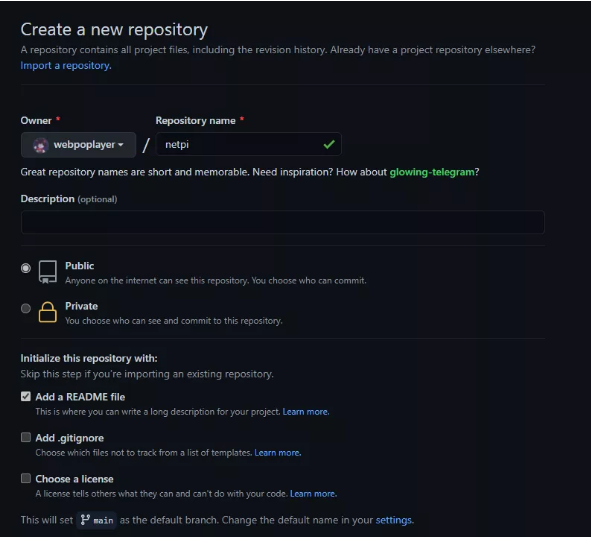 Create a new repository
A repository contains all project files, including the revision history. Already have a project repository elsewhere?
Import a repository.
Owner *
Repository name *
webpoplayer
/
netpi
Great repository names are short and memorable. Need inspiration? How about glowing-telegram?
Description (optional)
Public
Anyone on the internet can see this repository. You choose who can commit.
Private
You choose who can see and commit to this repository.
Initialize this repository with:
Skip this step if you're importing an existing repository.
Add a README file
This is where you can write a long description for your project. Learn more.
Add .gitignore
Choose which files not to track from a list of templates. Learn more.
Choose a license
A license tells others what they can and can't do with your code. Learn more.
This will set main as the default branch. Change the default name in your settings.